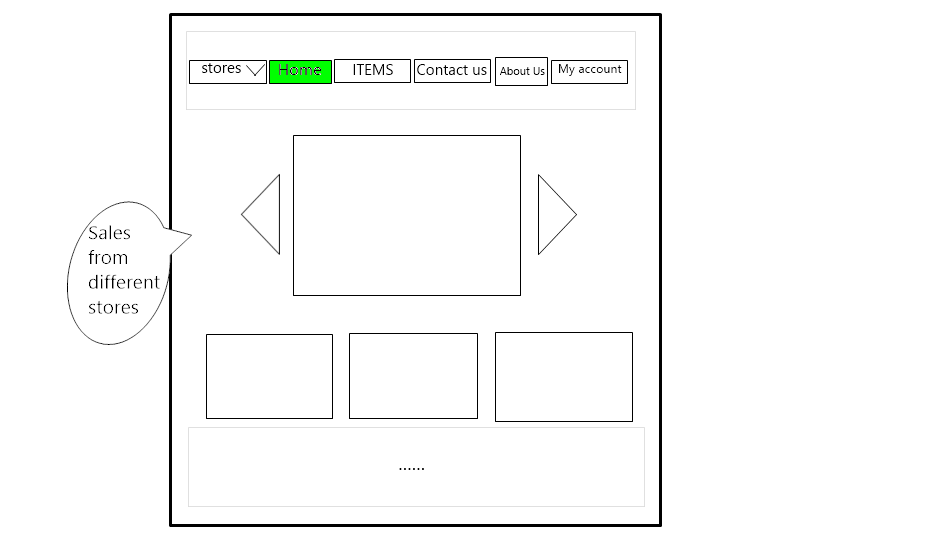 stores
Home
ITEMS
Contact us
About Us
My account
Sales
from
different
stores
......